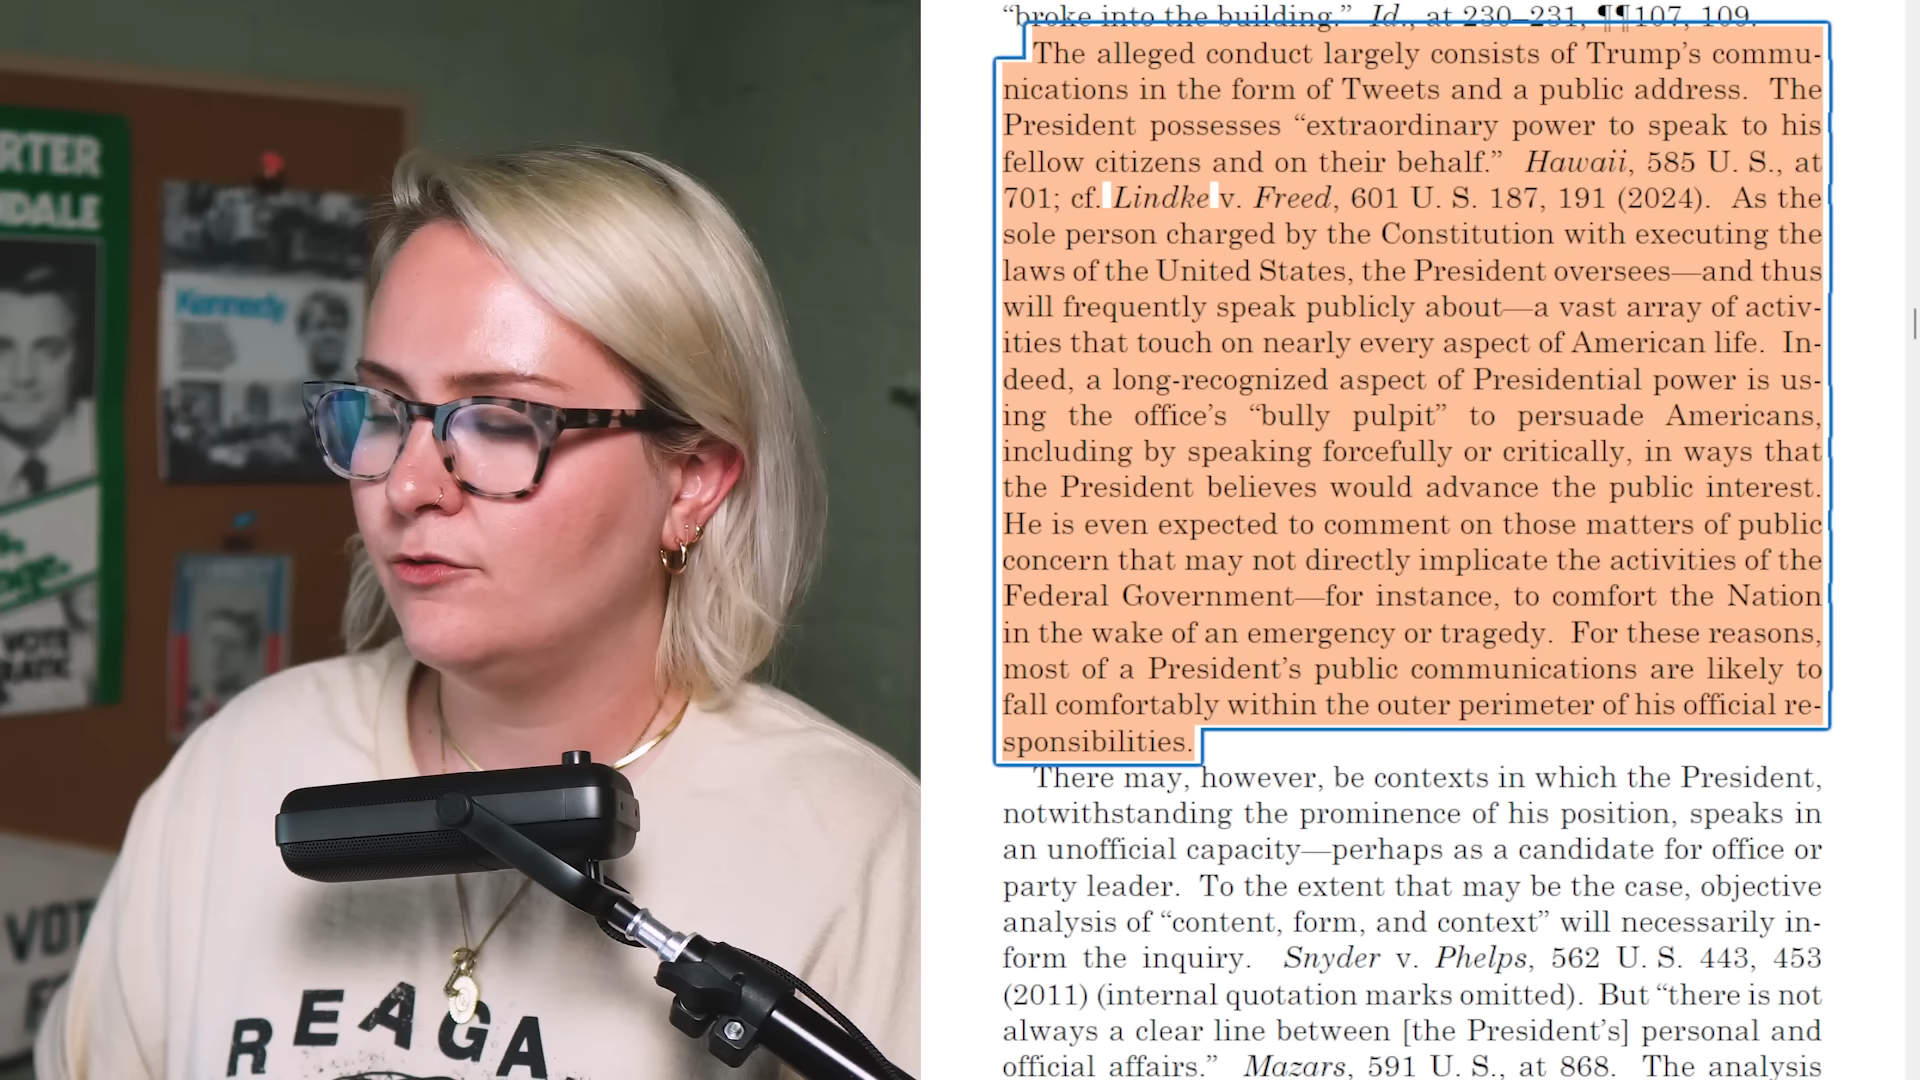 RTER
NDALE
Kennedy
VOTE
VOT
REAGA
“broke into the building.” Id., at 230–231, ¶¶107, 109.
The alleged conduct largely consists of Trump’s commu-
nications in the form of Tweets and a public address. The
President possesses “extraordinary power to speak to his
fellow citizens and on their behalf.” Hawaii, 585 U. S., at
701; cf. Lindke v. Freed, 601 U. S. 187, 191 (2024). As the
sole person charged by the Constitution with executing the
laws of the United States, the President oversees—and thus
will frequently speak publicly about—a vast array of activ-
ities that touch on nearly every aspect of American life. In-
deed, a long-recognized aspect of Presidential power is us-
ing the office’s “bully pulpit” to persuade Americans,
including by speaking forcefully or critically, in ways that
the President believes would advance the public interest.
He is even expected to comment on those matters of public
concern that may not directly implicate the activities of the
Federal Government—for instance, to comfort the Nation
in the wake of an emergency or tragedy. For these reasons,
most of a President’s public communications are likely to
fall comfortably within the outer perimeter of his official re-
sponsibilities.
There may, however, be contexts in which the President,
notwithstanding the prominence of his position, speaks in
an unofficial capacity—perhaps as a candidate for office or
party leader. To the extent that may be the case, objective
analysis of “content, form, and context” will necessarily in-
form the inquiry. Snyder v. Phelps, 562 U. S. 443, 453
(2011) (internal quotation marks omitted). But “there is not
always a clear line between [the President’s] personal and
official affairs.” Mazars, 591 U. S., at 868. The analysis